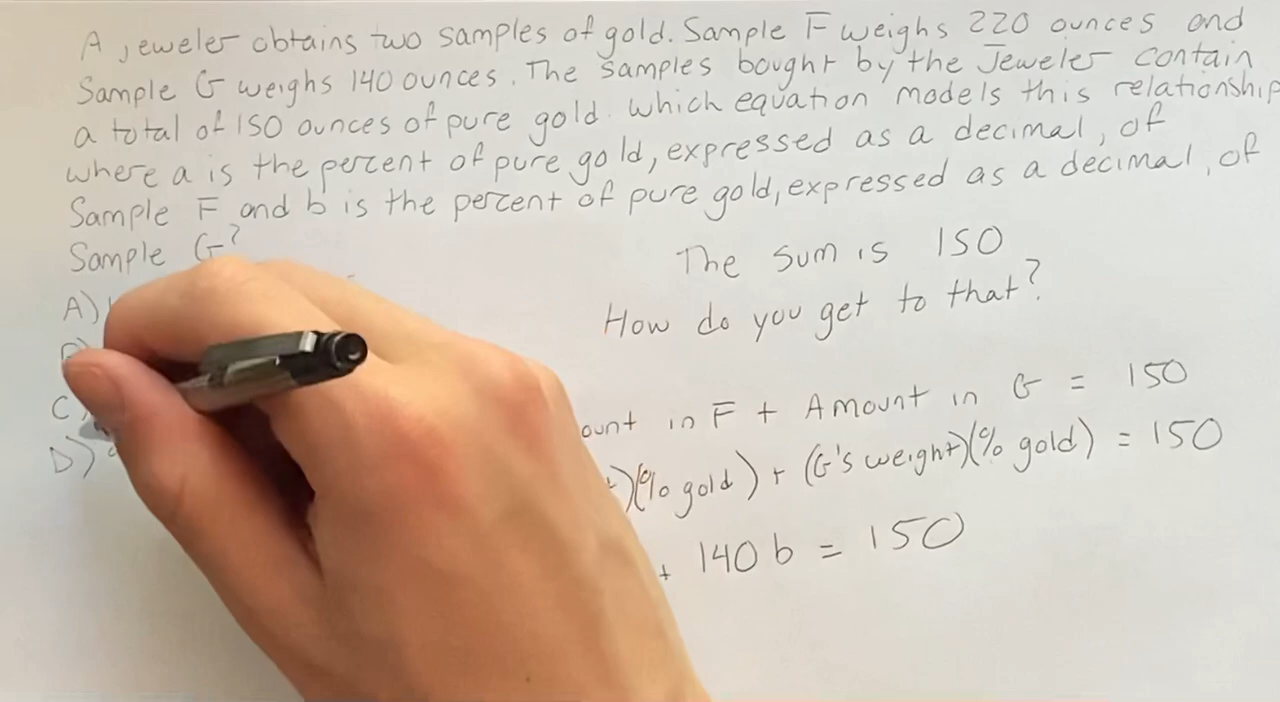 A jeweler obtains two samples of gold. Sample F weighs 220 ounces and
Sample G weighs 140 ounces. The samples bought by the Jeweler contain
a total of 150 ounces of pure gold. which equation models this relationship
where a is the percent of pure gold, expressed as a decimal, of
Sample F and b is the percent of pure gold, expressed as a decimal, of
Sample G?
The sum is 150
How do you get to that?
A)
B)
C)
D)
in F + Amount in G = 150
)(% gold) + (G's weight)(% gold) = 150
+ 140 b = 150